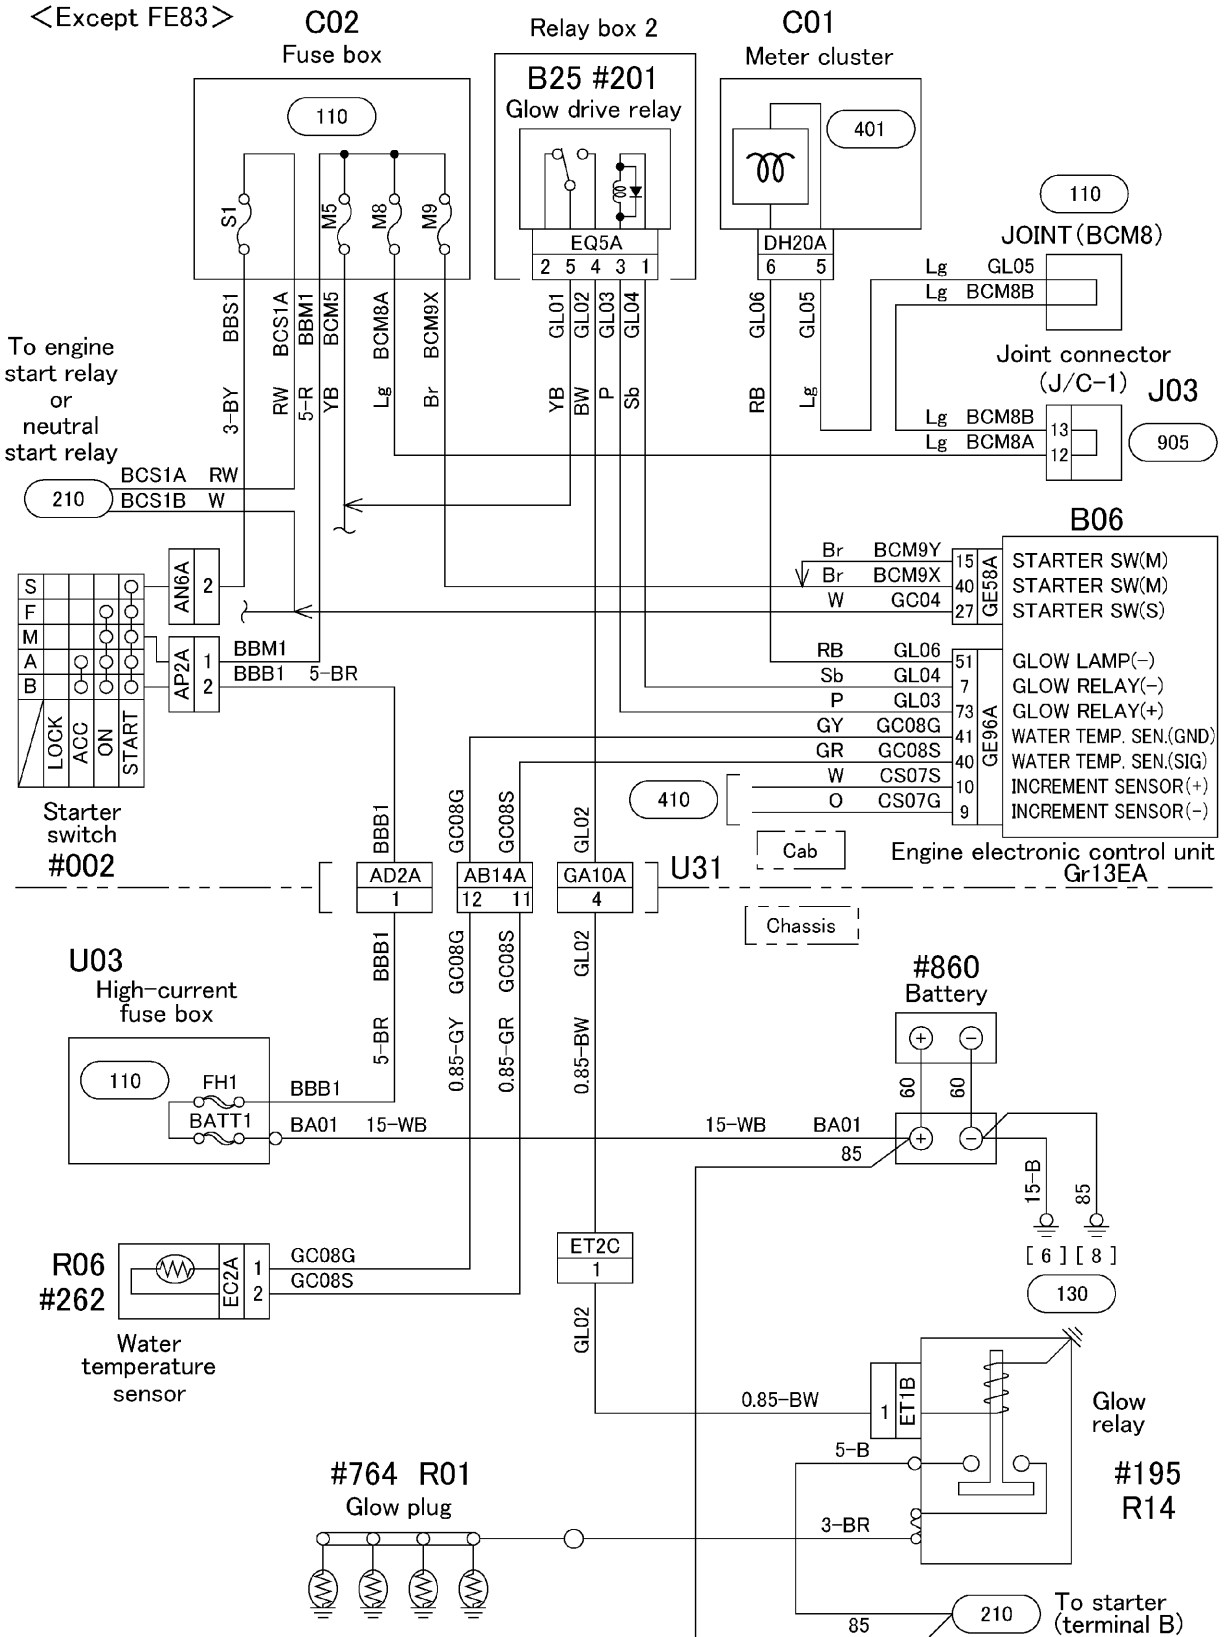 <Except FE83>
C02
Fuse box
Relay box 2
C01
Meter cluster
B25 #201
Glow drive relay
110
401
S1
M5
M8
M9
110
JOINT(BCM8)
EQ5A
2 5 4 3 1
DH20A
6 5
Lg GL05
Lg BCM8B
BBS1
BCS1A
BBM1
BCM5
BCM8A
BCM9X
GL01
GL02
GL03
GL04
GL06
GL05
3-BY
RW
5-R
YB
Lg
Br
YB
BW
P
Sb
RB
Lg
To engine
start relay
or
neutral
start relay
Joint connector
(J/C-1) J03
Lg BCM8B 13
Lg BCM8A 12
905
BCS1A RW
210
BCS1B W
B06
Br BCM9Y 15 STARTER SW(M)
Br BCM9X 40 STARTER SW(M)
W GC04 27 STARTER SW(S)
GE58A
AN6A
2
S
F
M
A
B
AP2A
1
2
BBM1
BBB1 5-BR
LOCK
ACC
ON
START
RB GL06 51 GLOW LAMP(-)
Sb GL04 7 GLOW RELAY(-)
P GL03 73 GLOW RELAY(+)
GY GC08G 41 WATER TEMP. SEN.(GND)
GR GC08S 40 WATER TEMP. SEN.(SIG)
W CS07S 10 INCREMENT SENSOR(+)
O CS07G 9 INCREMENT SENSOR(-)
GE96A
410
Starter
switch
#002
BBB1
GC08G
GC08S
GL02
Cab
Engine electronic control unit
Gr13EA
AD2A
1
AB14A
12 11
GA10A
4
U31
Chassis
U03
High-current
fuse box
BBB1
GC08G
GC08S
GL02
5-BR
0.85-GY
0.85-GR
0.85-BW
#860
Battery
+ -
60 60
110
FH1
BBB1
BATT1
BA01 15-WB
15-WB BA01
+ -
85
15-B
85
[ 6 ] [ 8 ]
130
ET2C
1
R06
#262
EC2A
1
2
GC08G
GC08S
Water
temperature
sensor
GL02
0.85-BW
1
ET1B
Glow
relay
#195
R14
5-B
#764 R01
Glow plug
3-BR
85
210
To starter
(terminal B)